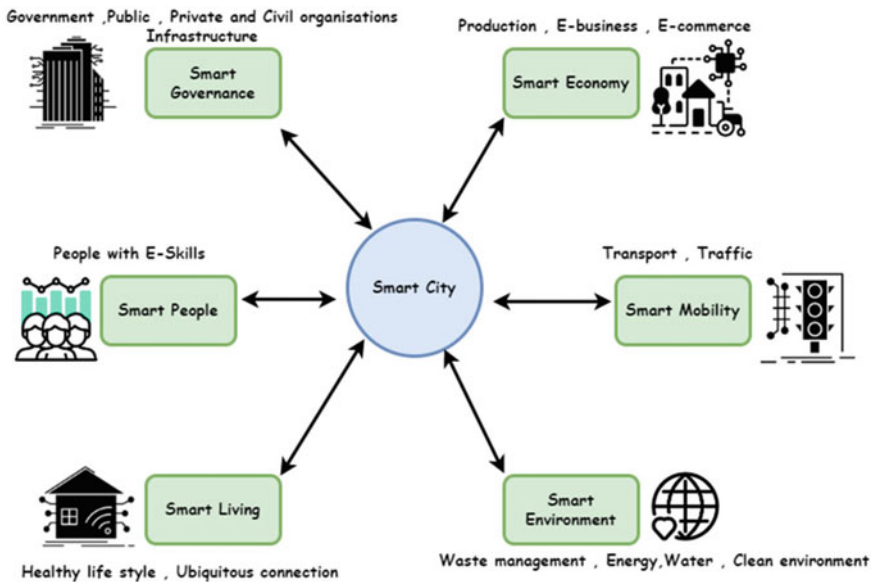 Government ,Public , Private and Civil organisations
Infrastructure
Smart
Governance
Production , E-business , E-commerce
Smart Economy
People with E-Skills
Smart People
Smart City
Transport , Traffic
Smart Mobility
Smart Living
Healthy life style , Ubiquitous connection
Smart
Environment
Waste management , Energy,Water , Clean environment